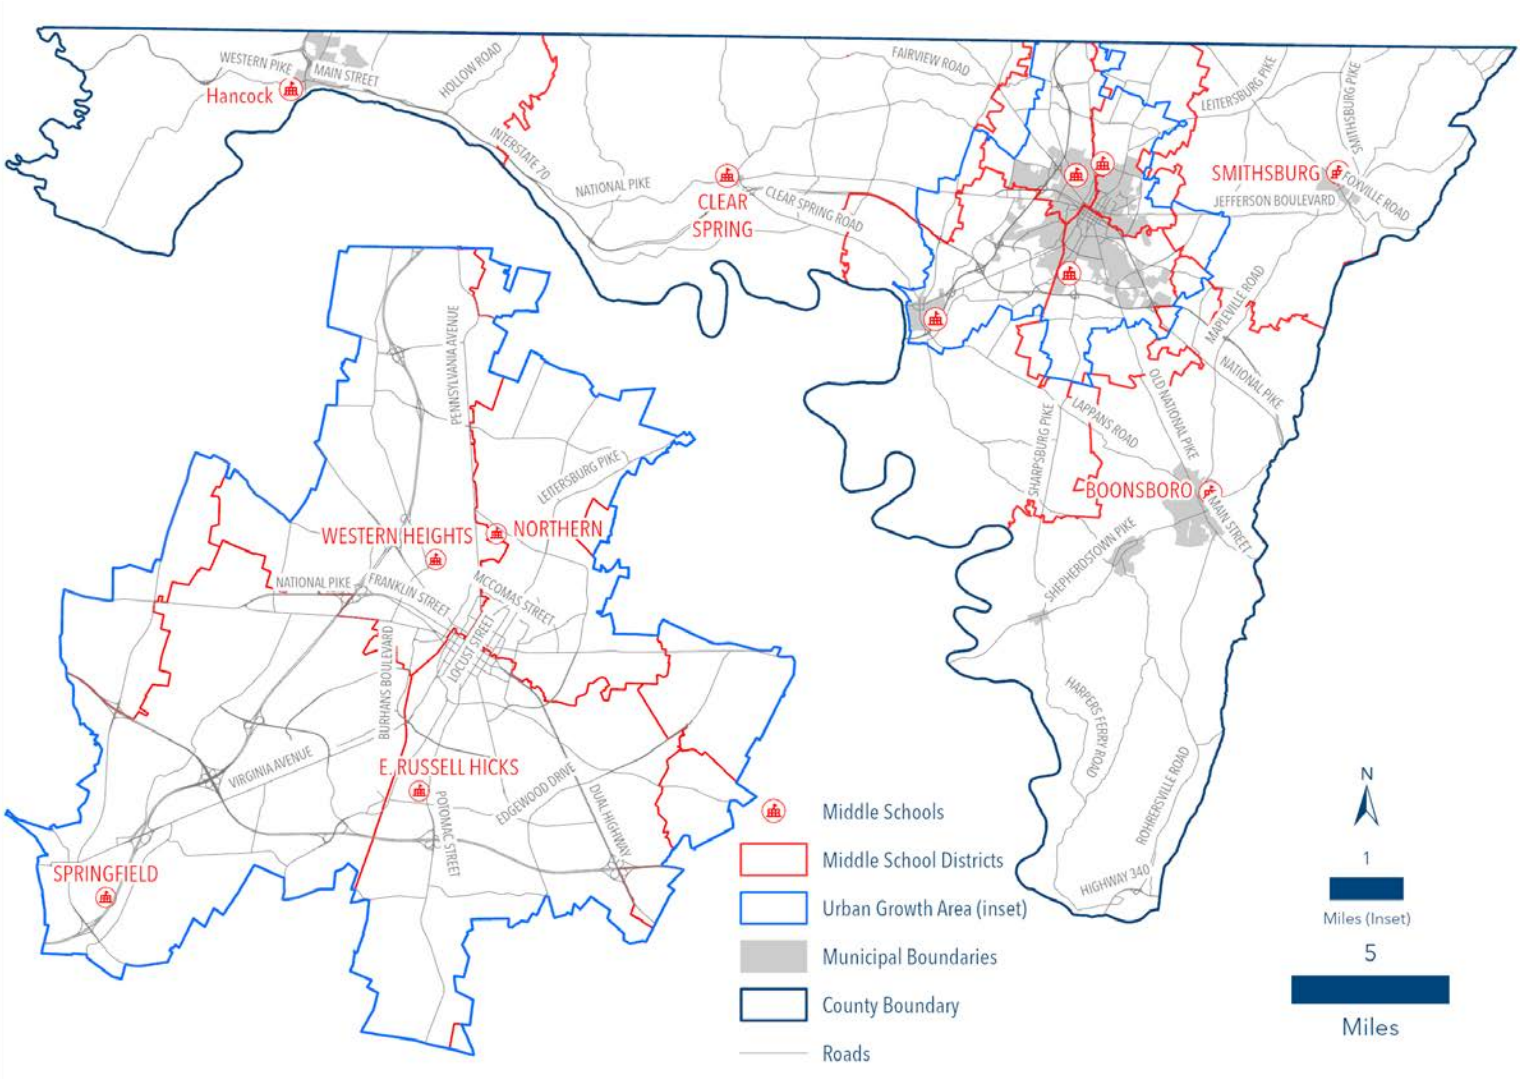 WESTERN PIKE
MAIN STREET
HOLLOW ROAD
Hancock
INTERSTATE 70
NATIONAL PIKE
CLEAR
SPRING
CLEAR SPRING ROAD
FAIRVIEW ROAD
LEITERSBURG PIKE
SMITHSBURG PIKE
SMITHSBURG
FOXVILLE ROAD
JEFFERSON BOULEVARD
MAPLEVILLE ROAD
NATIONAL PIKE
OLD NATIONAL PIKE
LAPPANS ROAD
SHARPSBURG PIKE
BOONSBORO
MAIN STREET
SHEPHERDSTOWN PIKE
HARPERS FERRY ROAD
ROHRERSVILLE ROAD
HIGHWAY 340
PENNSYLVANIA AVENUE
LEITERSBURG PIKE
WESTERN HEIGHTS
NORTHERN
NATIONAL PIKE
FRANKLIN STREET
MCCOMAS STREET
LOCUST STREET
BURHANS BOULEVARD
VIRGINIA AVENUE
E. RUSSELL HICKS
EDGEWOOD DRIVE
DUAL HIGHWAY
POTOMAC STREET
SPRINGFIELD
Middle Schools
Middle School Districts
Urban Growth Area (inset)
Municipal Boundaries
County Boundary
Roads
N
1
Miles (Inset)
5
Miles